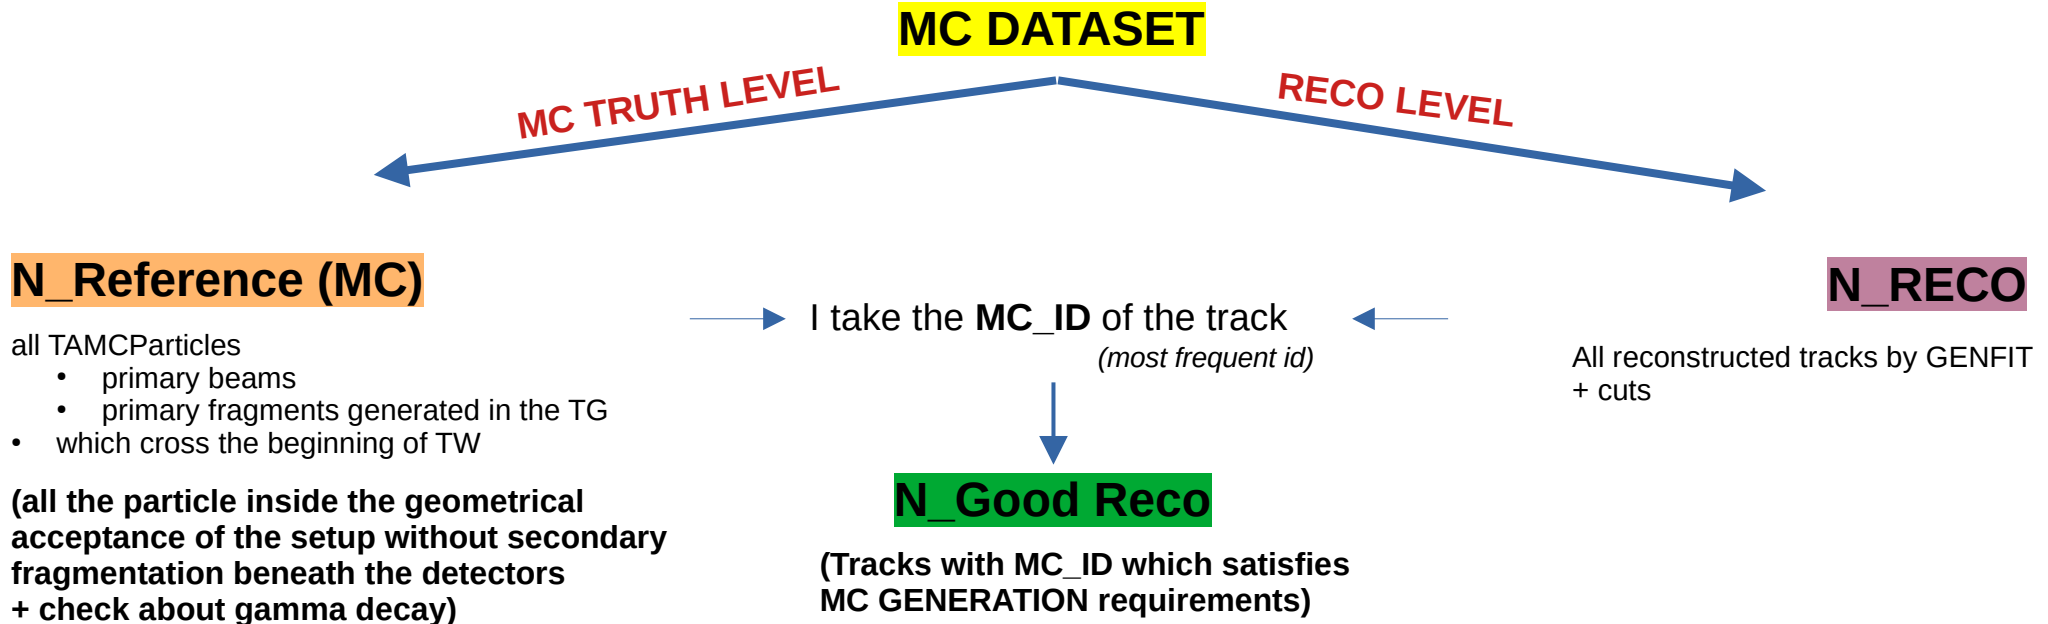 MC DATASET
MC TRUTH LEVEL
RECO LEVEL
N_Reference (MC)
all TAMCParticles
• primary beams
• primary fragments generated in the TG
• which cross the beginning of TW
(all the particle inside the geometrical
acceptance of the setup without secondary
fragmentation beneath the detectors
+ check about gamma decay)
I take the MC_ID of the track
(most frequent id)
N_Good Reco
(Tracks with MC_ID which satisfies
MC GENERATION requirements)
N_RECO
All reconstructed tracks by GENFIT
+ cuts